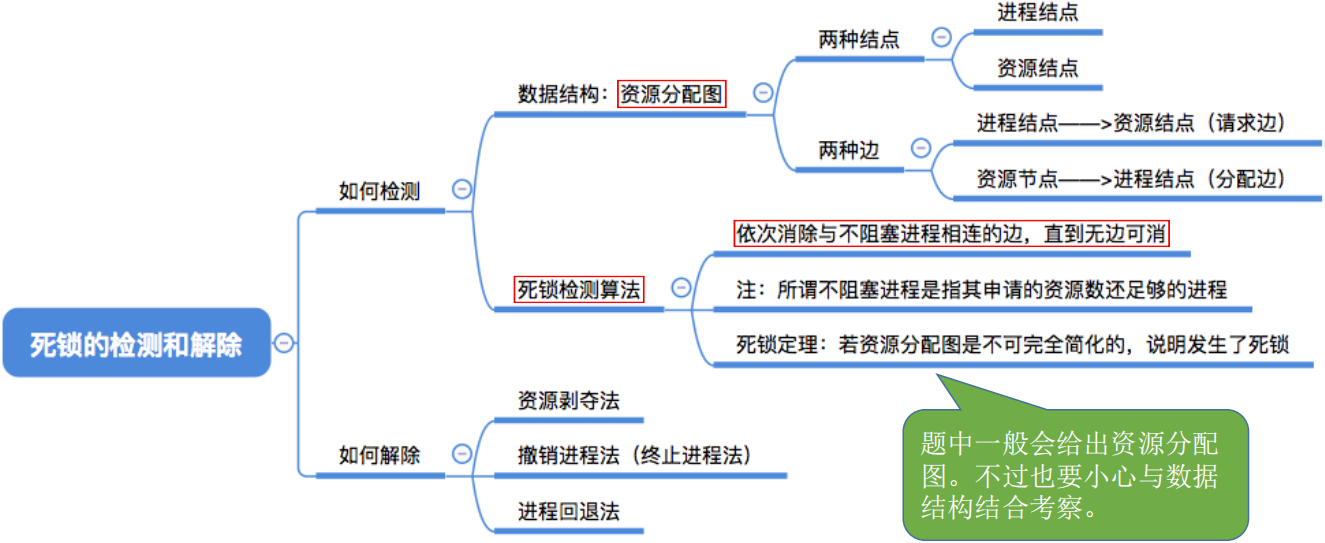 死锁的检测和解除
如何检测
数据结构：资源分配图
两种结点
进程结点
资源结点
两种边
进程结点——>资源结点（请求边）
资源节点——>进程结点（分配边）
死锁检测算法
依次消除与不阻塞进程相连的边，直到无边可消
注：所谓不阻塞进程是指其申请的资源数还足够的进程
死锁定理：若资源分配图是不可完全简化的，说明发生了死锁
如何解除
资源剥夺法
撤销进程法（终止进程法）
进程回退法
题中一般会给出资源分配
图。不过也要小心与数据
结构结合考察。